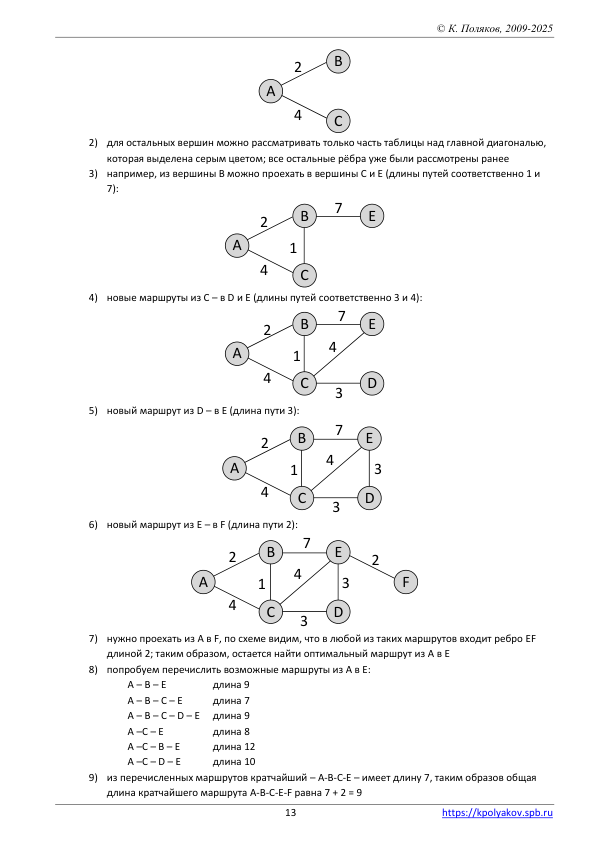 © К. Поляков, 2009-2025
2
B
A
4
C
2) для остальных вершин можно рассматривать только часть таблицы над главной диагональю,
которая выделена серым цветом; все остальные рёбра уже были рассмотрены ранее
3) например, из вершины B можно проехать в вершины C и E (длины путей соответственно 1 и
7):
2
B
7
E
A
1
4
C
4) новые маршруты из C – в D и E (длины путей соответственно 3 и 4):
2
B
7
E
A
1
4
4
C
3
D
5) новый маршрут из D – в E (длина пути 3):
2
B
7
E
A
1
4
3
4
C
3
D
6) новый маршрут из E – в F (длина пути 2):
2
B
7
E
2
A
1
4
3
F
4
C
3
D
7) нужно проехать из A в F, по схеме видим, что в любой из таких маршрутов входит ребро EF
длиной 2; таким образом, остается найти оптимальный маршрут из A в E
8) попробуем перечислить возможные маршруты из A в E:
A – B – E длина 9
A – B – C – E длина 7
A – B – C – D – E длина 9
A –C – E длина 8
A –C – B – E длина 12
A –C – D – E длина 10
9) из перечисленных маршрутов кратчайший – A-B-C-E – имеет длину 7, таким образов общая
длина кратчайшего маршрута A-B-C-E-F равна 7 + 2 = 9
13 https://kpolyakov.spb.ru